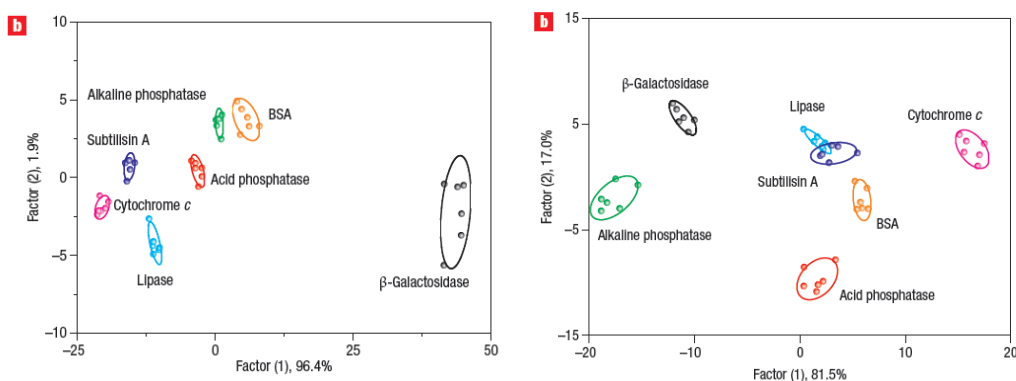 b
10
5
0
−5
−10
Factor (2), 1.9%
Alkaline phosphatase
BSA
Subtilisin A
Acid phosphatase
Cytochrome c
Lipase
β-Galactosidase
−25
0
25
50
Factor (1), 96.4%
b
15
5
−5
−15
Factor (2), 17.0%
β-Galactosidase
Lipase
Cytochrome c
Subtilisin A
BSA
Alkaline phosphatase
Acid phosphatase
−20
−10
0
10
20
Factor (1), 81.5%